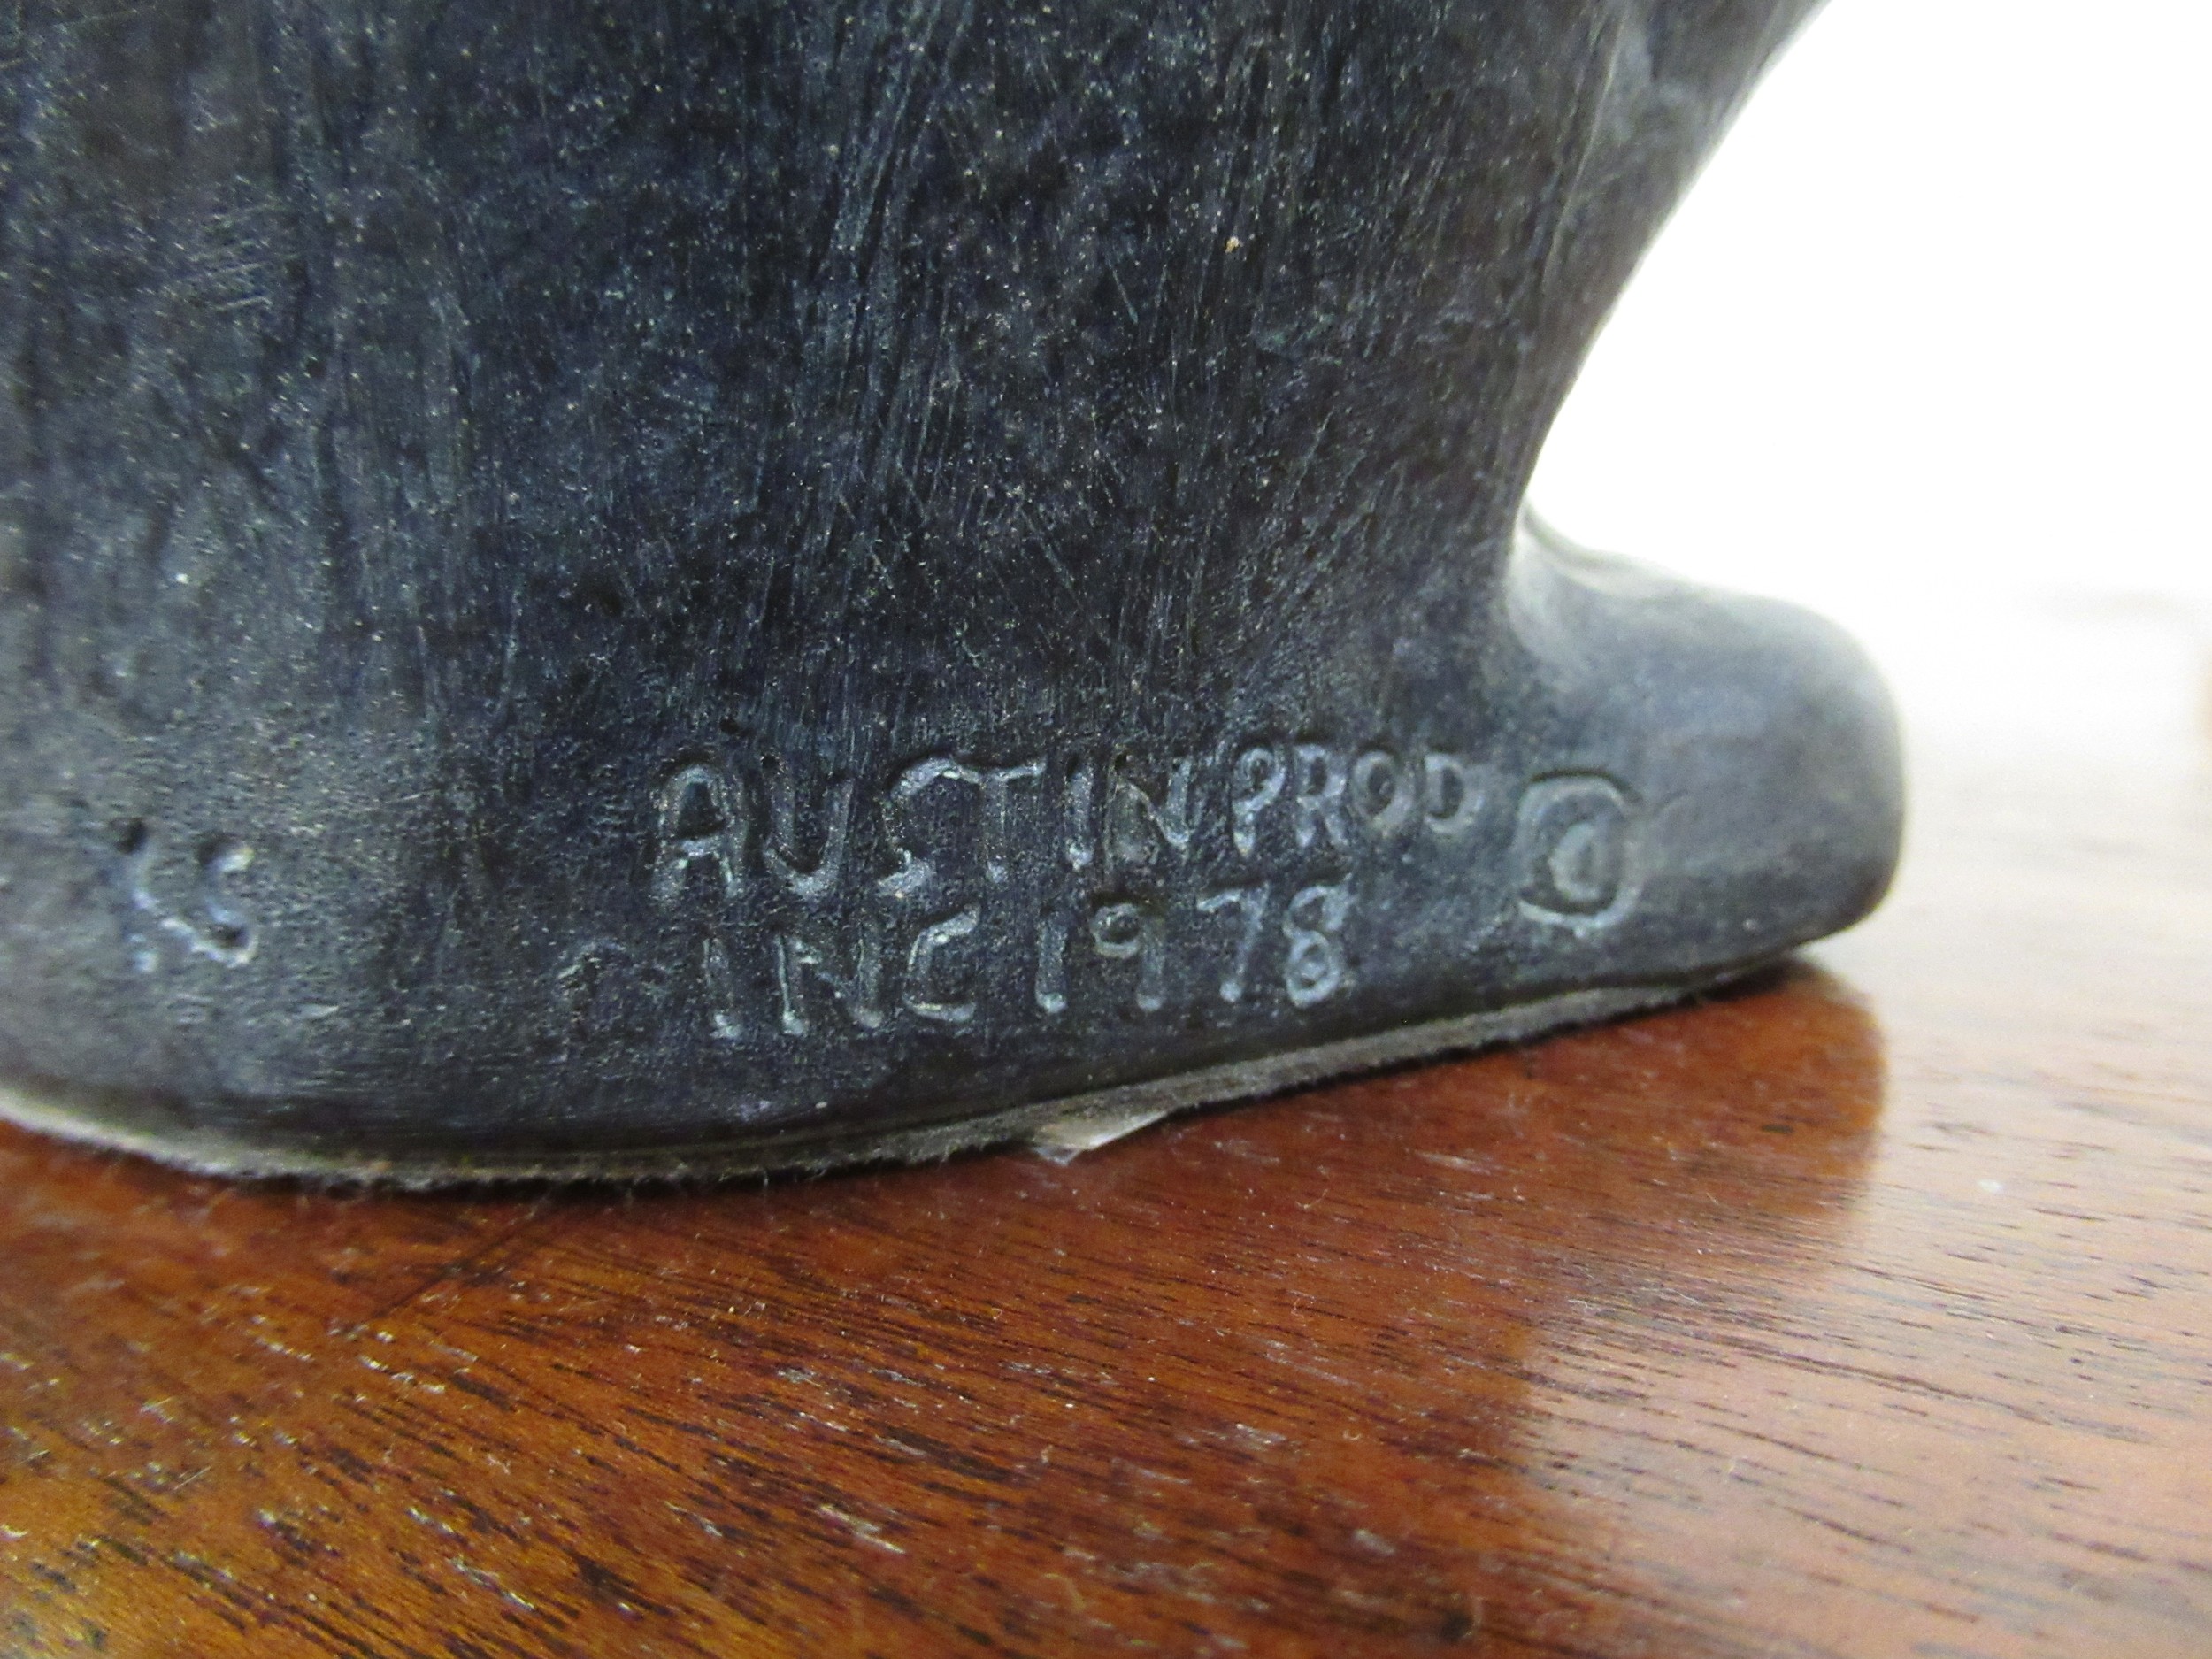 AUSTIN PROD ©
INC 1978